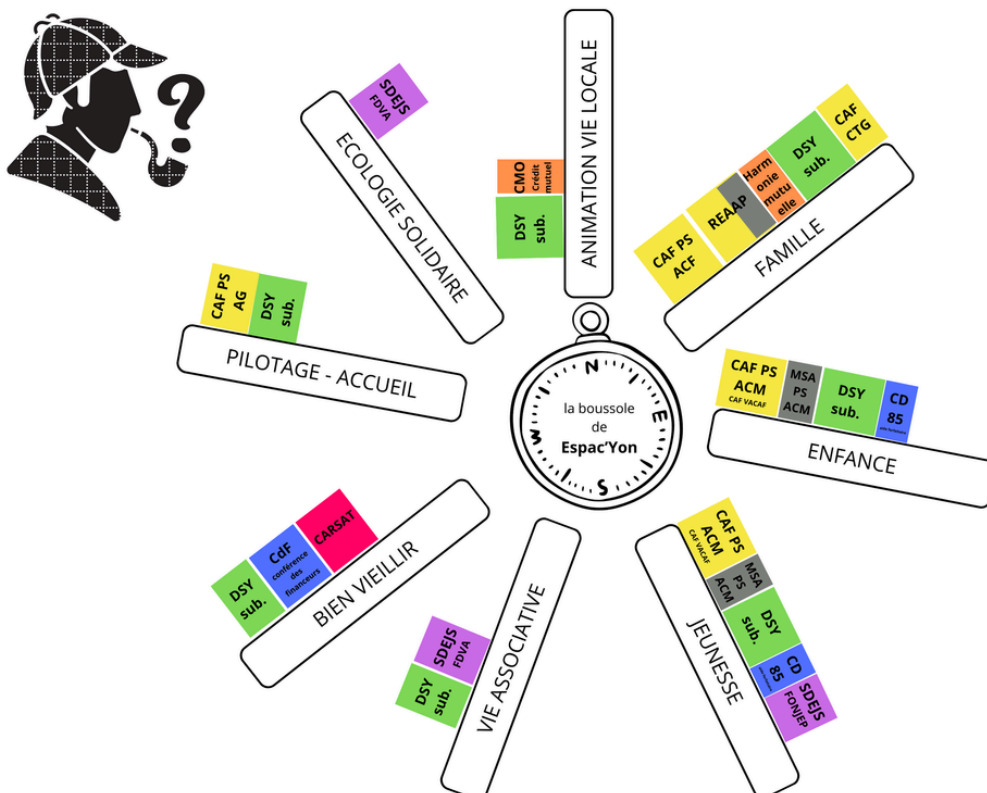 ?
SDEJS
FDVA
ECOLOGIE SOLIDAIRE
CMO
Crédit
mutuel
DSY
sub.
ANIMATION VIE LOCALE
CAF PS
ACF
REAAP
Harm
onie
mutu
elle
DSY
sub.
CAF
CTG
FAMILLE
CAF PS
AG
DSY
sub.
PILOTAGE - ACCUEIL
N
E
S
W
la boussole
de
Espac'Yon
CAF PS
ACM
CAF VACAF
MSA
PS
ACM
DSY
sub.
CD
85
ENFANCE
DSY
sub.
CdF
conférence
des
financeurs
CARSAT
BIEN VIEILLIR
SDEJS
FDVA
DSY
sub.
VIE ASSOCIATIVE
CAF PS
ACM
CAF VACAF
MSA
PS
ACM
DSY
sub.
CD
85
SDEJS
FONJEP
JEUNESSE